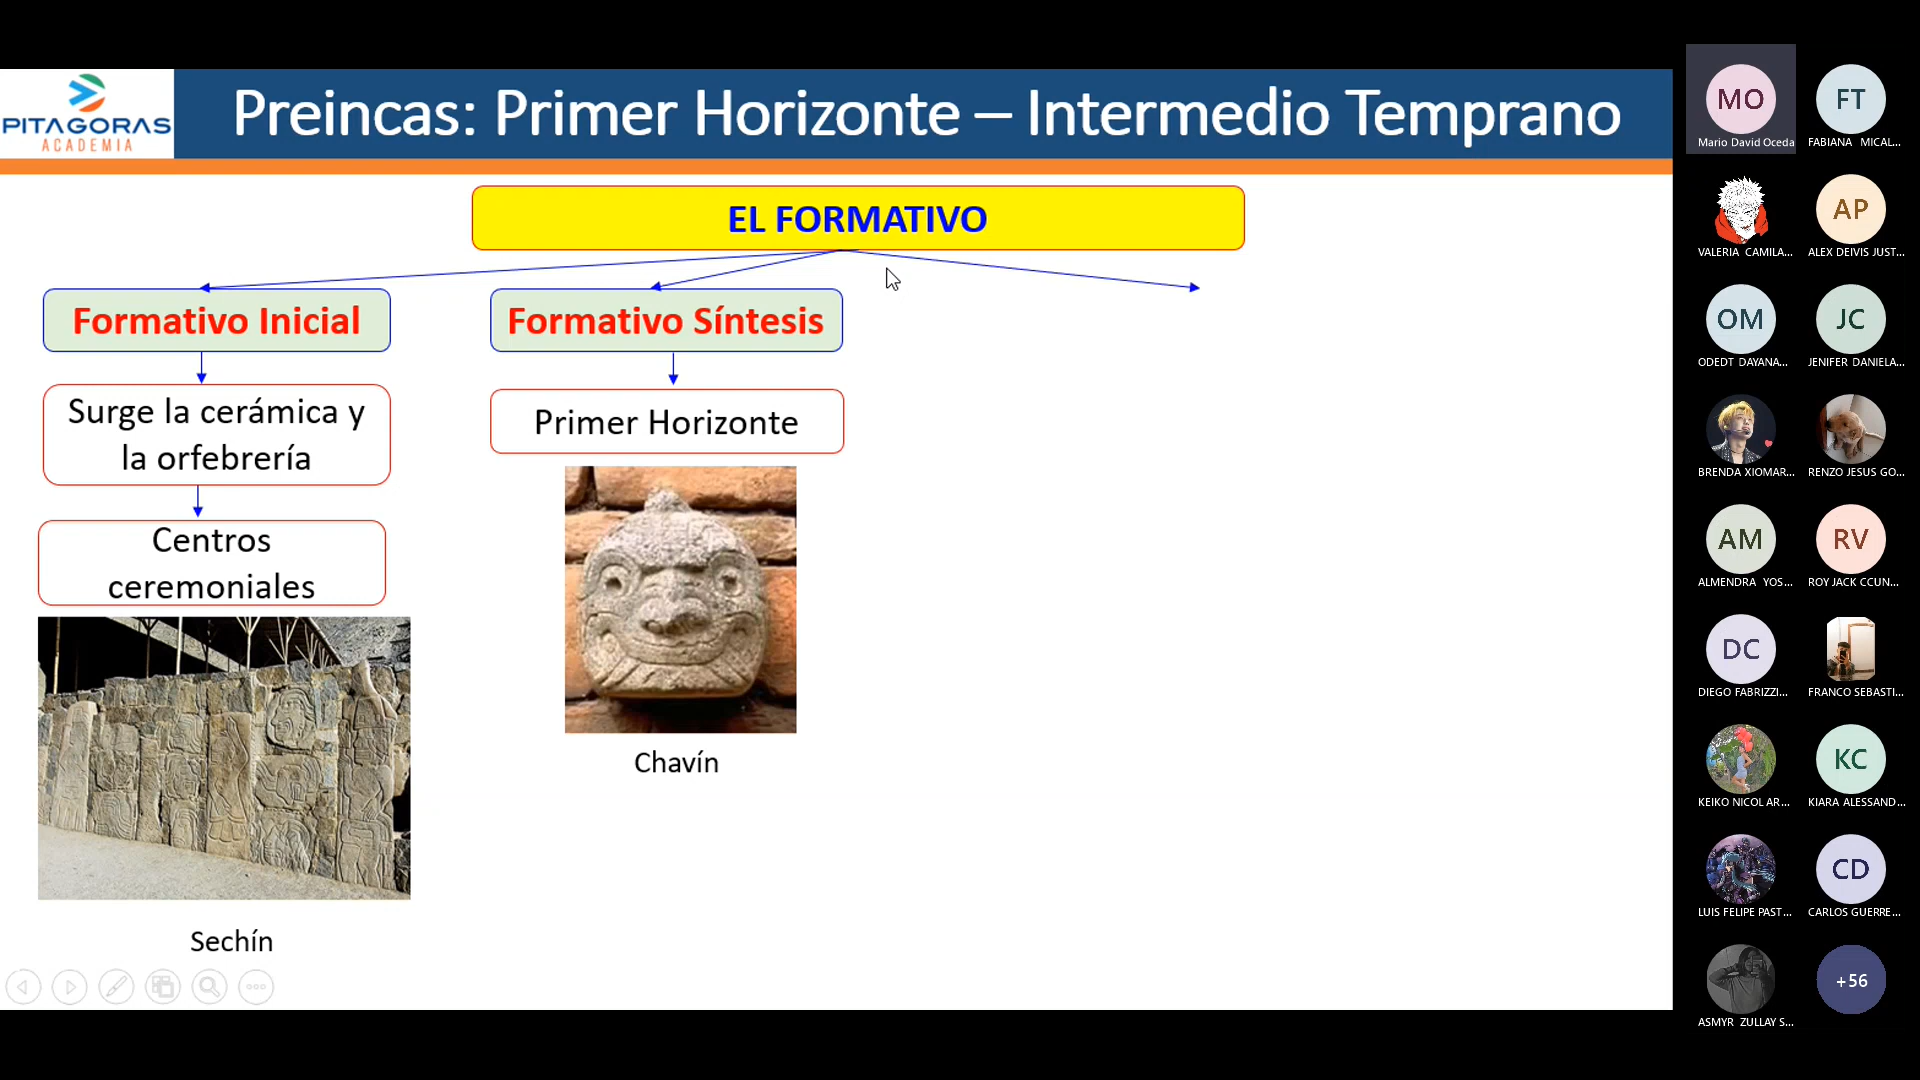 PITAGORAS
ACADEMIA
Preincas: Primer Horizonte – Intermedio Temprano
EL FORMATIVO
Formativo Inicial
Formativo Síntesis
Surge la cerámica y
la orfebrería
Primer Horizonte
Centros
ceremoniales
Chavín
Sechín
MO
Mario David Oceda
FT
FABIANA MICAL...
VALERIA CAMILA...
AP
ALEX DEIVIS JUST...
OM
ODEDT DAYANA...
JC
JENIFER DANIELA...
BRENDA XIOMAR...
RENZO JESUS GO...
AM
ALMENDRA YOS...
RV
ROY JACK CCUN...
DC
DIEGO FABRIZZI...
FRANCO SEBASTI...
KEIKO NICOL AR...
KC
KIARA ALESSAND...
LUIS FELIPE PAST...
CD
CARLOS GUERRE...
ASMYR ZULLAY S...
+56